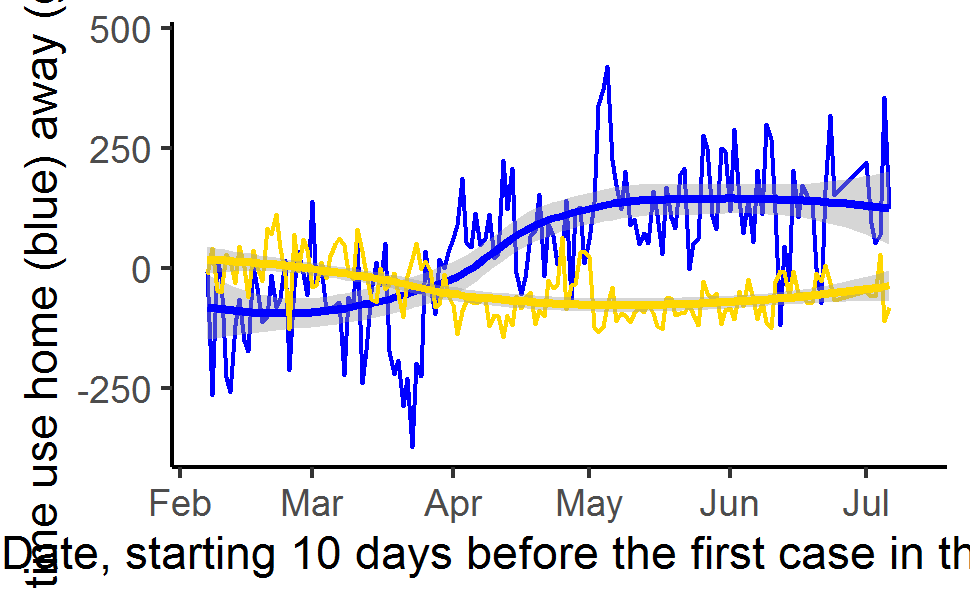 time use home (blue) away (
500
250
0
-250
Feb Mar Apr May Jun Jul
Date, starting 10 days before the first case in th